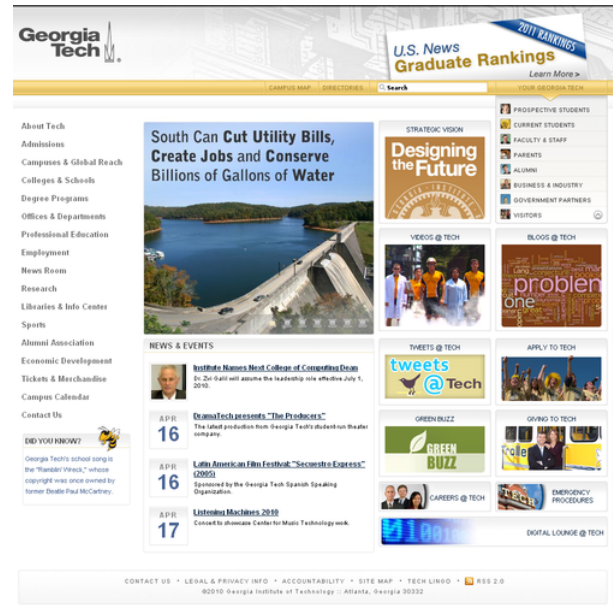 Georgia
Tech
U.S. News
Graduate Rankings
2011 RANKINGS
Learn More >
CAMPUS MAP
DIRECTORIES
Search
YOUR GEORGIA TECH
PROSPECTIVE STUDENTS
CURRENT STUDENTS
FACULTY & STAFF
PARENTS
ALUMNI
BUSINESS & INDUSTRY
GOVERNMENT PARTNERS
VISITORS
About Tech
Admissions
Campuses & Global Reach
Colleges & Schools
Degree Programs
Offices & Departments
Professional Education
Employment
News Room
Research
Libraries & Info Center
Sports
Alumni Association
Economic Development
Tickets & Merchandise
Campus Calendar
Contact Us
DID YOU KNOW?
Georgia Tech's school song is
the "Ramblin' Wreck," whose
copyright was once owned by
former Beatle Paul McCartney.
South Can Cut Utility Bills,
Create Jobs and Conserve
Billions of Gallons of Water
NEWS & EVENTS
Institute Names Next College of Computing Dean
Dr. Zvi Galil will assume the leadership role effective July 1,
2010.
APR
16
DramaTech presents "The Producers"
The latest production from Georgia Tech's student-run theater
company.
APR
16
Latin American Film Festival: "Secuestro Express"
(2005)
Sponsored by the Georgia Tech Spanish Speaking
Organization.
APR
17
Listening Machines 2010
Concert to showcase Center for Music Technology work.
STRATEGIC VISION
Designing
the Future
VIDEOS @ TECH
BLOGS @ TECH
problem
one
TWEETS @ TECH
tweets
@Tech
APPLY TO TECH
GREEN BUZZ
GREEN
BUZZ
GIVING TO TECH
CAREERS @ TECH
TECH
EMERGENCY
PROCEDURES
DIGITAL LOUNGE @ TECH
CONTACT US • LEGAL & PRIVACY INFO • ACCOUNTABILITY • SITE MAP • TECH LINGO • RSS 2.0
©2010 Georgia Institute of Technology :: Atlanta, Georgia 30332